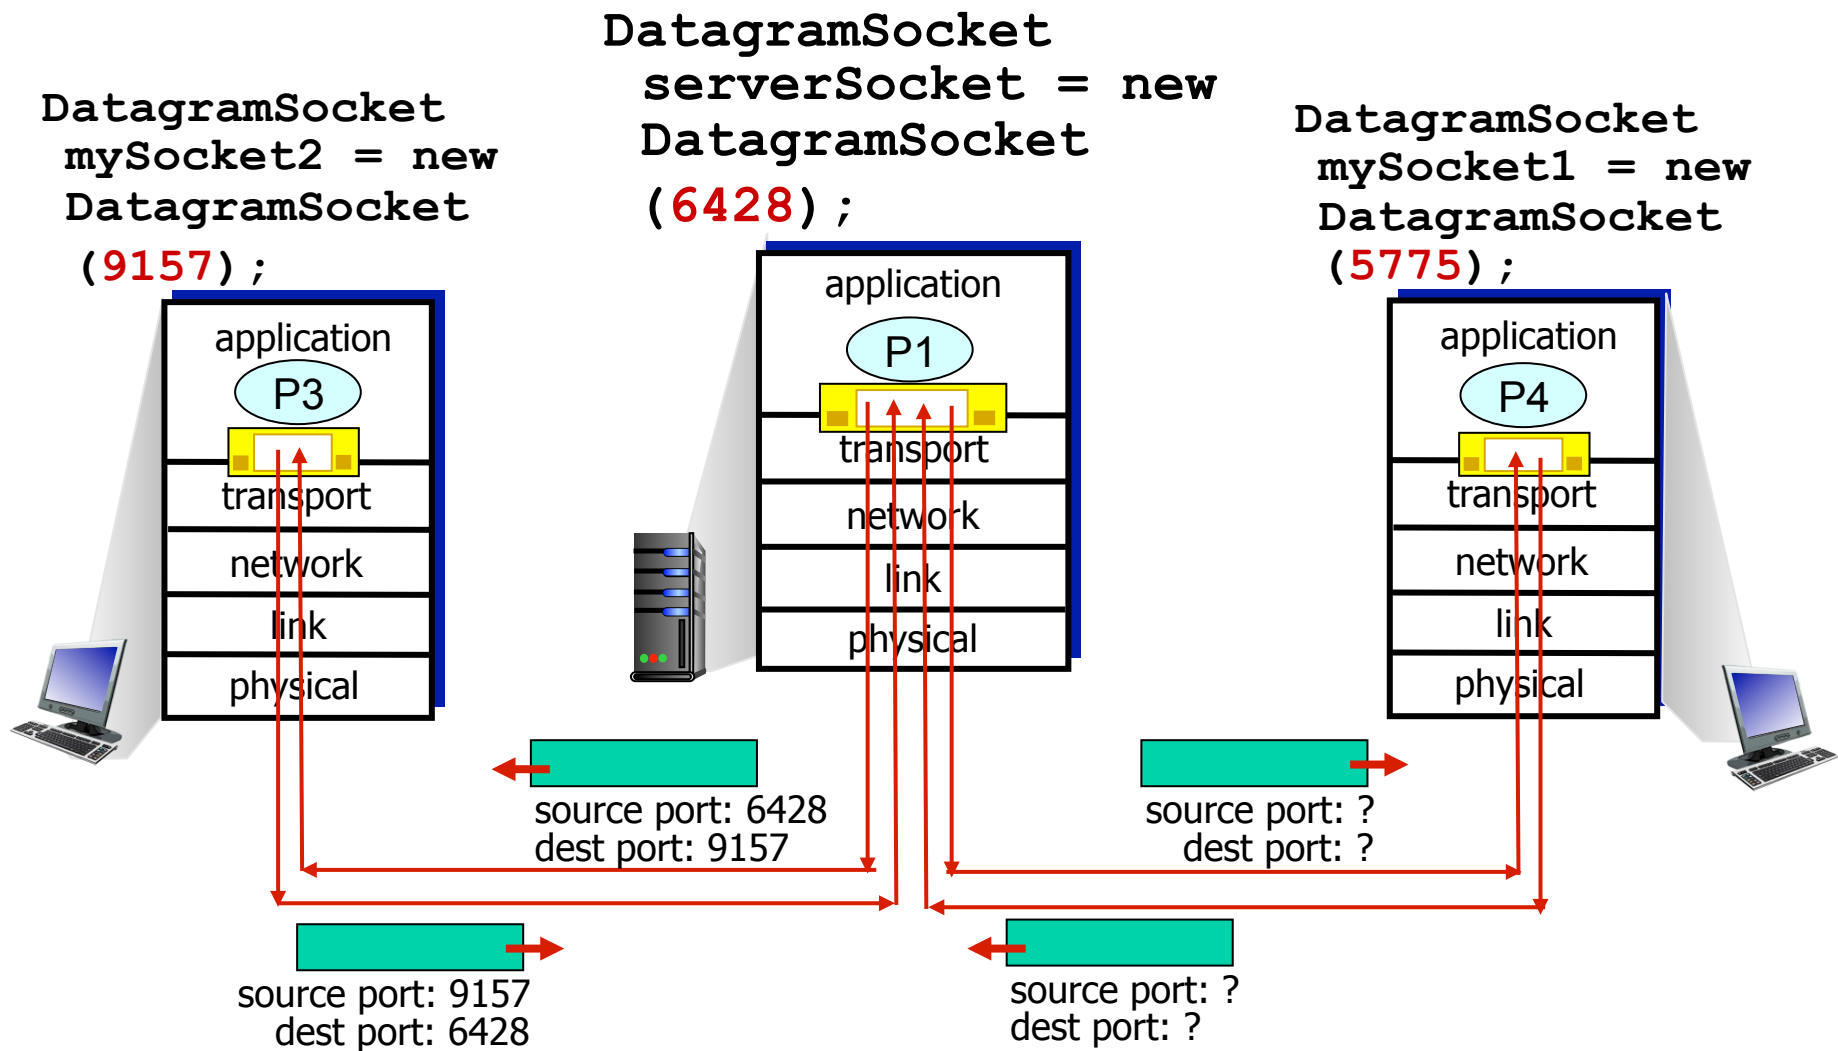 DatagramSocket
mySocket2 = new
DatagramSocket
(9157);
DatagramSocket
serverSocket = new
DatagramSocket
(6428);
DatagramSocket
mySocket1 = new
DatagramSocket
(5775);
application
P3
transport
network
link
physical
application
P1
transport
network
link
physical
application
P4
transport
network
link
physical
source port: 6428
dest port: 9157
source port: ?
dest port: ?
source port: 9157
dest port: 6428
source port: ?
dest port: ?